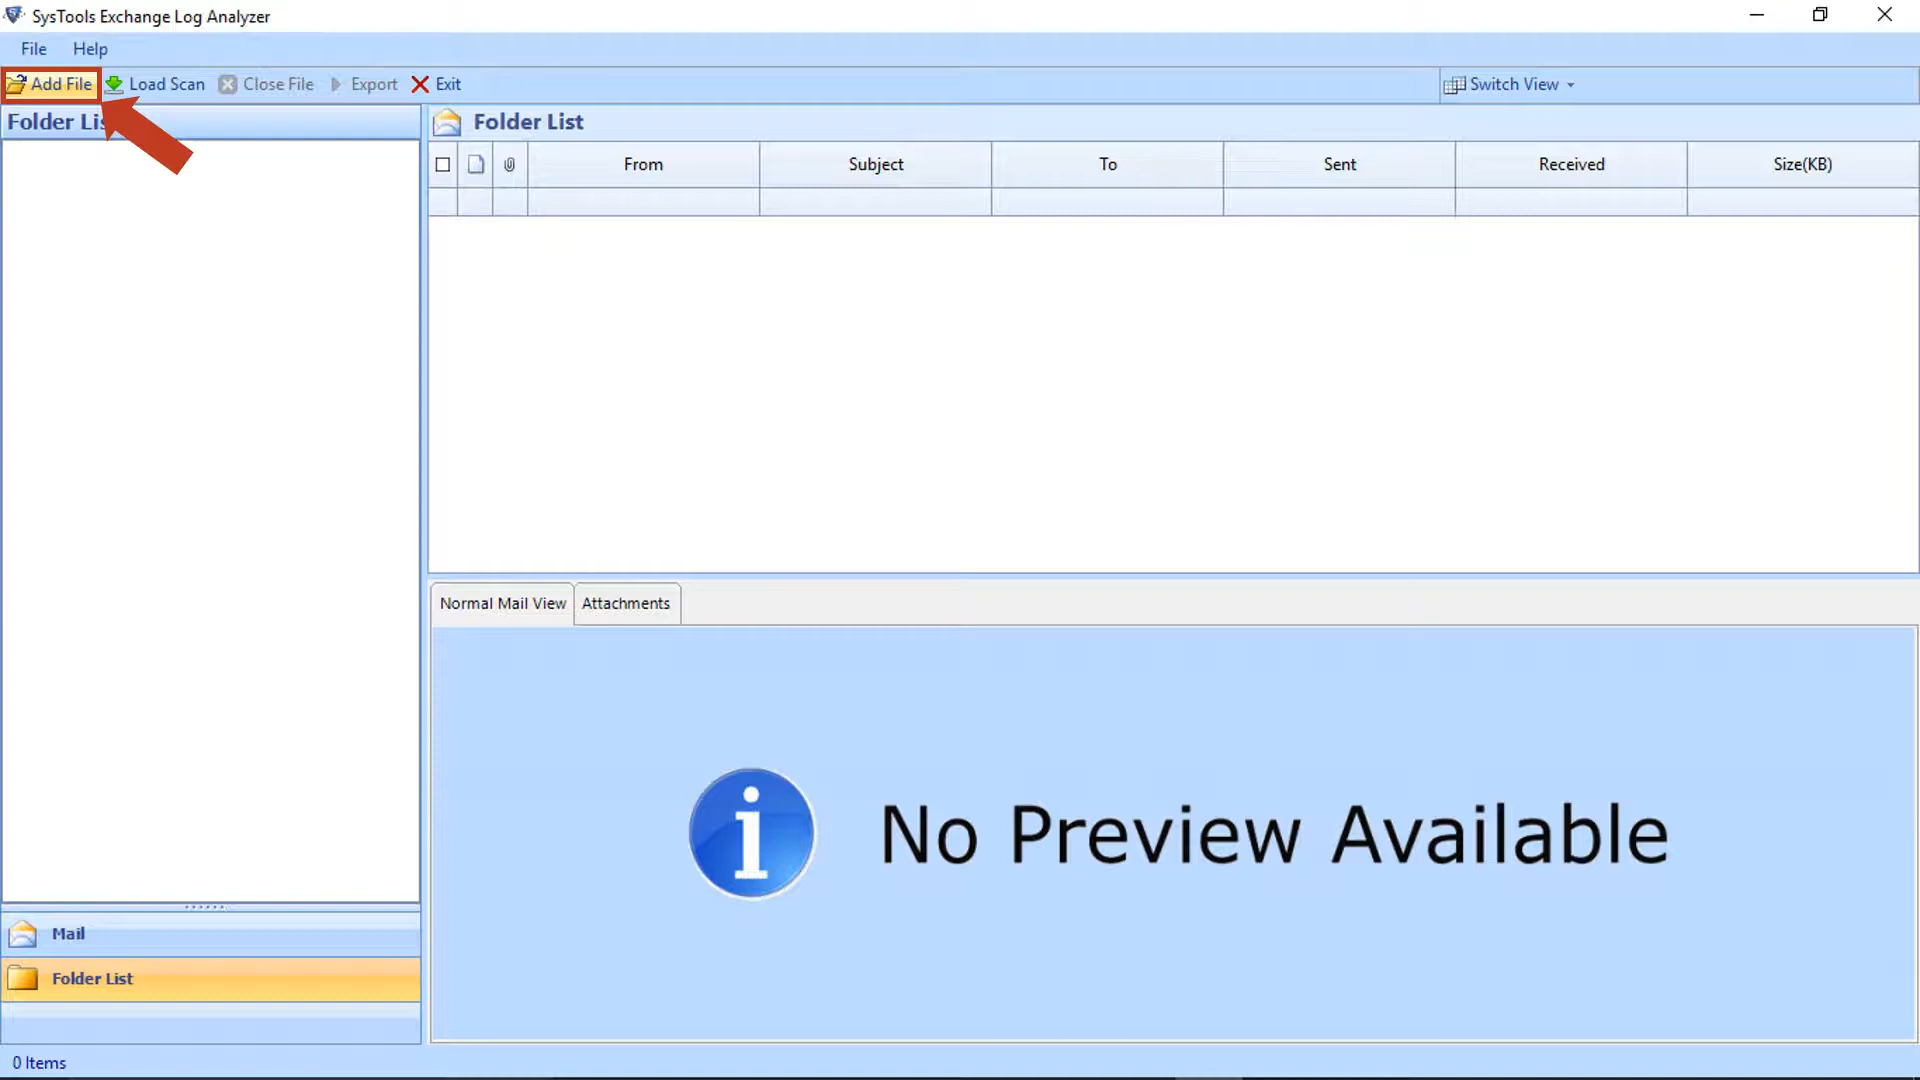 SysTools Exchange Log Analyzer
File Help
Add File Load Scan Close File Export Exit Switch View
Folder Lis
Folder List
From Subject To Sent Received Size(KB)
Normal Mail View Attachments
No Preview Available
Mail
Folder List
0 Items